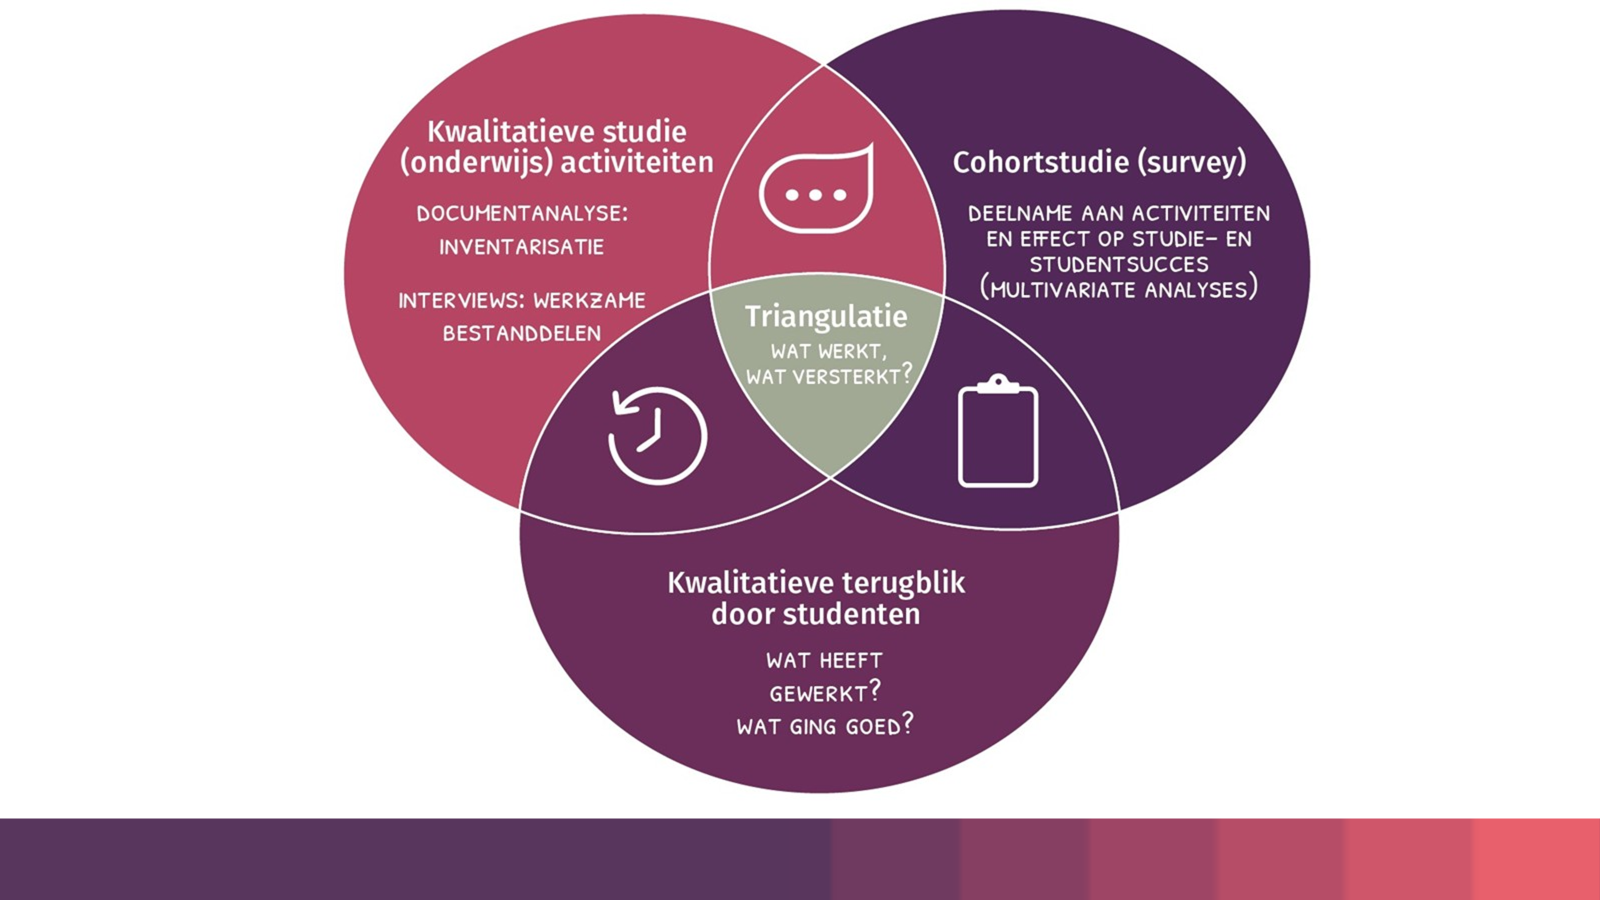 Kwalitatieve studie
(onderwijs) activiteiten
DOCUMENTANALYSE:
INVENTARISATIE
INTERVIEWS: WERKZAME
BESTANDDELEN
Cohortstudie (survey)
DEELNAME AAN ACTIVITEITEN
EN EFFECT OP STUDIE- EN
STUDENTSUCCES
(MULTIVARIATE ANALYSES)
Triangulatie
WAT WERKT,
WAT VERSTERKT?
Kwalitatieve terugblik
door studenten
WAT HEEFT
GEWERKT?
WAT GING GOED?